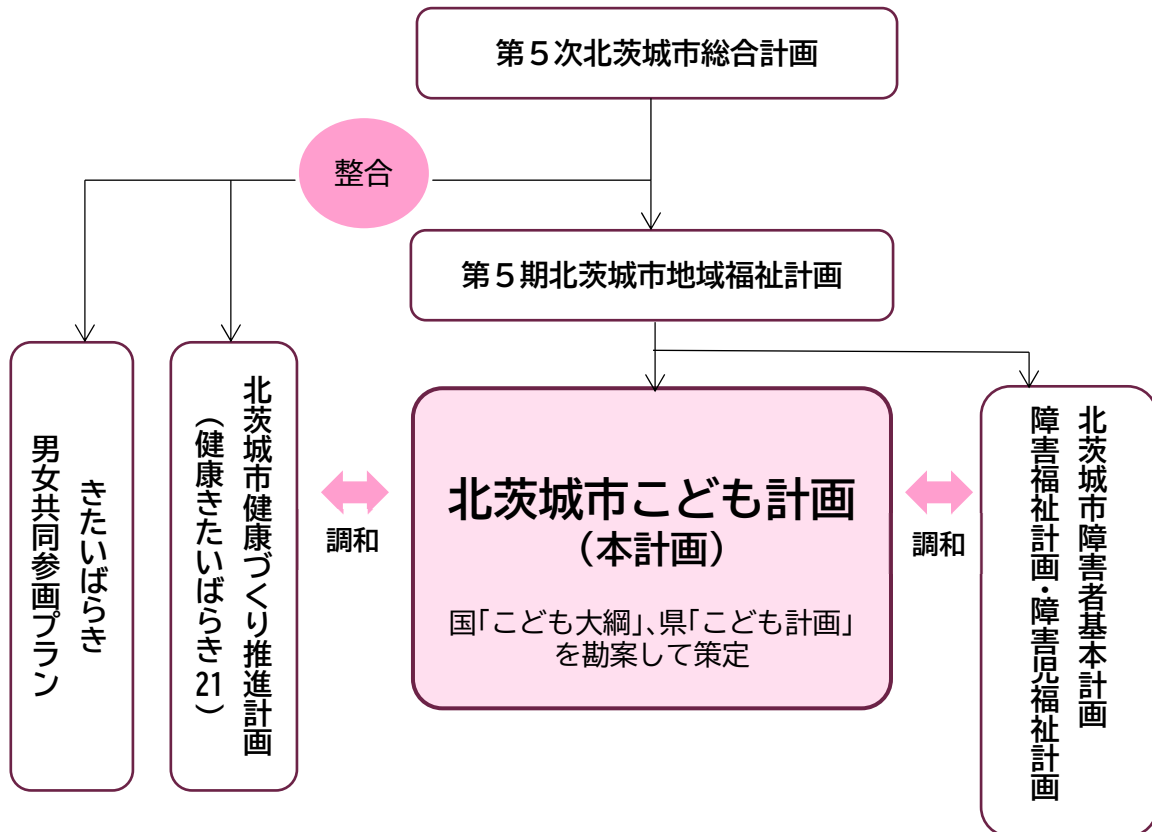 第５次北茨城市総合計画
整合
第５期北茨城市地域福祉計画
きたいばらき
男女共同参画プラン
北茨城市健康づくり推進計画
（健康きたいばらき21）
調和
北茨城市こども計画
（本計画）
国「こども大綱」、県「こども計画」
を勘案して策定
調和
北茨城市障害者基本計画
障害福祉計画・障害児福祉計画